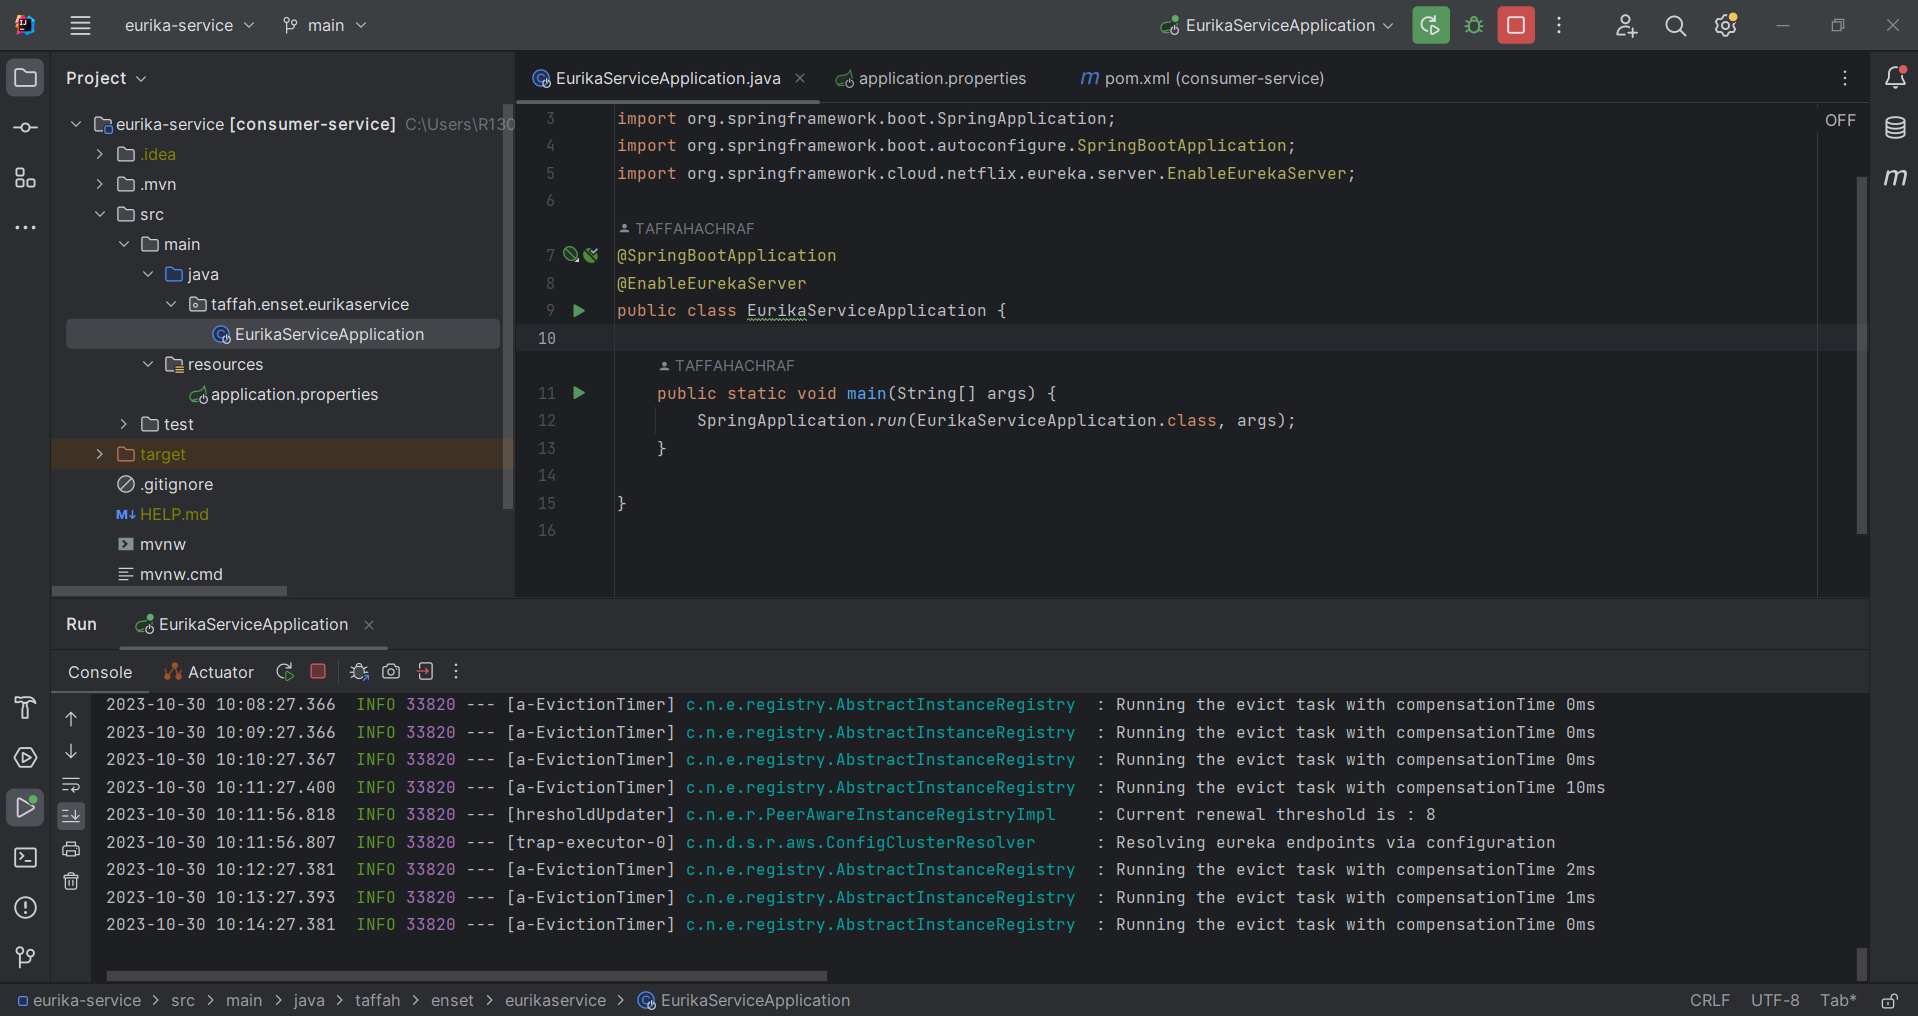 eurika-service
main
EurikaServiceApplication
Project
EurikaServiceApplication.java
application.properties
m pom.xml (consumer-service)
eurika-service [consumer-service] C:\Users\R130
.idea
.mvn
src
main
java
taffah.enset.eurikaservice
EurikaServiceApplication
resources
application.properties
test
target
.gitignore
M↓ HELP.md
mvnw
mvnw.cmd
OFF
m
3 import org.springframework.boot.SpringApplication;
4 import org.springframework.boot.autoconfigure.SpringBootApplication;
5 import org.springframework.cloud.netflix.eureka.server.EnableEurekaServer;
6
TAFFAHACHRAF
7 @SpringBootApplication
8 @EnableEurekaServer
9 public class EurikaServiceApplication {
10
TAFFAHACHRAF
11 public static void main(String[] args) {
12 SpringApplication.run(EurikaServiceApplication.class, args);
13 }
14
15 }
16
Run EurikaServiceApplication
Console Actuator
2023-10-30 10:08:27.366 INFO 33820 --- [a-EvictionTimer] c.n.e.registry.AbstractInstanceRegistry : Running the evict task with compensationTime 0ms
2023-10-30 10:09:27.366 INFO 33820 --- [a-EvictionTimer] c.n.e.registry.AbstractInstanceRegistry : Running the evict task with compensationTime 0ms
2023-10-30 10:10:27.367 INFO 33820 --- [a-EvictionTimer] c.n.e.registry.AbstractInstanceRegistry : Running the evict task with compensationTime 0ms
2023-10-30 10:11:27.400 INFO 33820 --- [a-EvictionTimer] c.n.e.registry.AbstractInstanceRegistry : Running the evict task with compensationTime 10ms
2023-10-30 10:11:56.818 INFO 33820 --- [hresholdUpdater] c.n.e.r.PeerAwareInstanceRegistryImpl : Current renewal threshold is : 8
2023-10-30 10:11:56.807 INFO 33820 --- [trap-executor-0] c.n.d.s.r.aws.ConfigClusterResolver : Resolving eureka endpoints via configuration
2023-10-30 10:12:27.381 INFO 33820 --- [a-EvictionTimer] c.n.e.registry.AbstractInstanceRegistry : Running the evict task with compensationTime 2ms
2023-10-30 10:13:27.393 INFO 33820 --- [a-EvictionTimer] c.n.e.registry.AbstractInstanceRegistry : Running the evict task with compensationTime 1ms
2023-10-30 10:14:27.381 INFO 33820 --- [a-EvictionTimer] c.n.e.registry.AbstractInstanceRegistry : Running the evict task with compensationTime 0ms
eurika-service > src > main > java > taffah > enset > eurikaservice > EurikaServiceApplication
CRLF UTF-8 Tab*